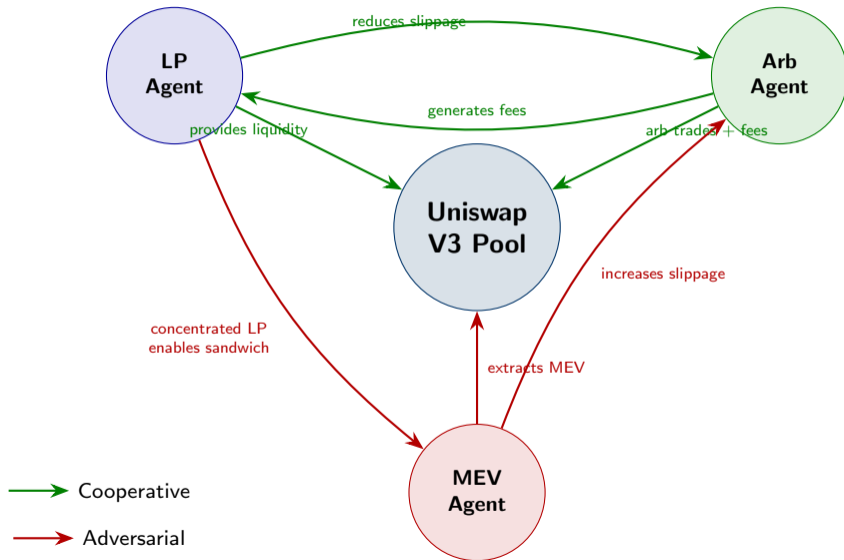 reduces slippage
LP
Agent
Arb
Agent
generates fees
provides liquidity
arb trades + fees
Uniswap
V3 Pool
increases slippage
concentrated LP
enables sandwich
extracts MEV
MEV
Agent
Cooperative
Adversarial